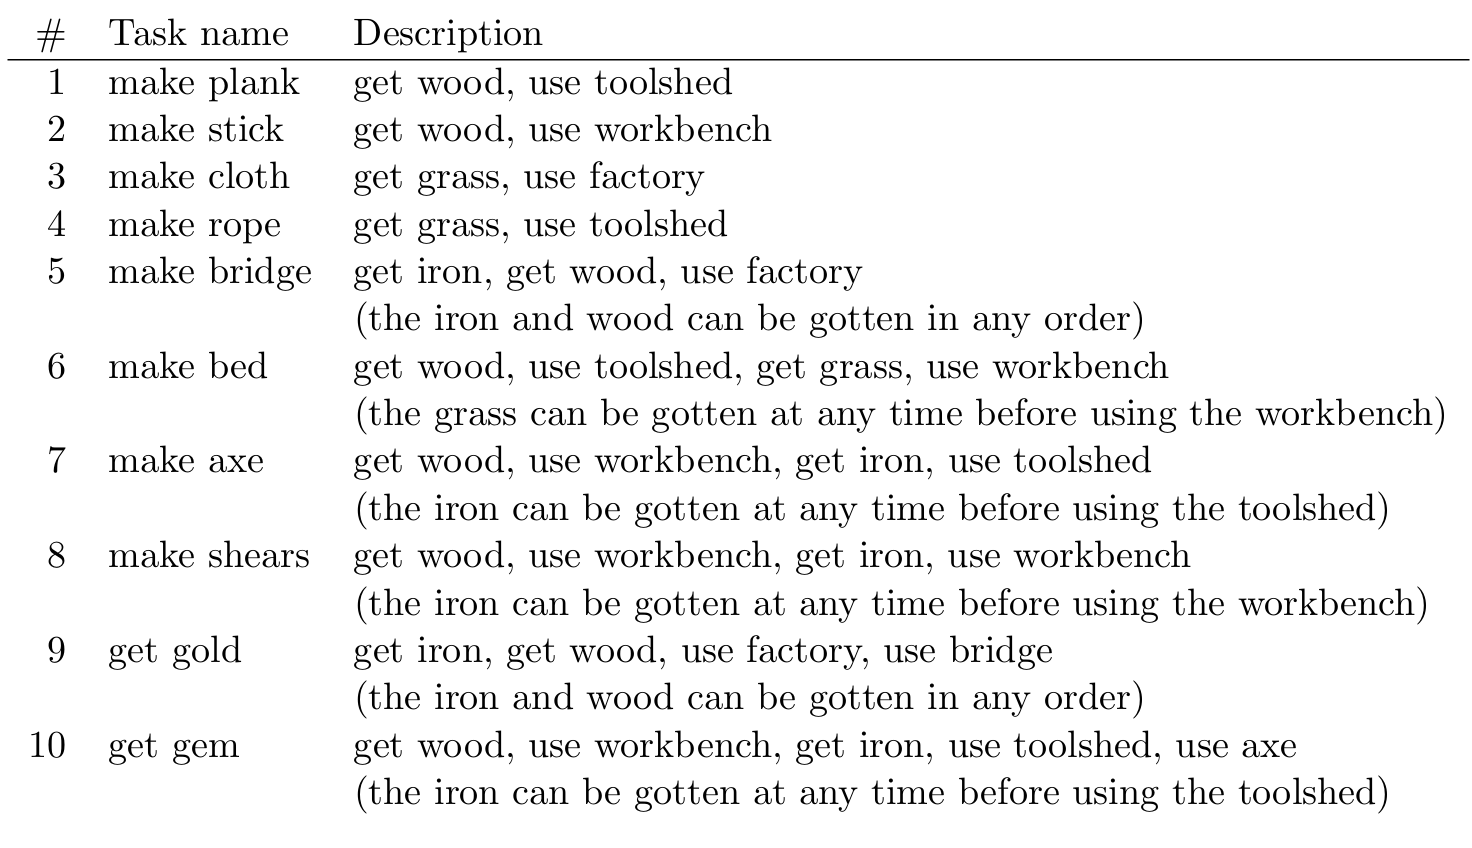 # Task name Description
1 make plank get wood, use toolshed
2 make stick get wood, use workbench
3 make cloth get grass, use factory
4 make rope get grass, use toolshed
5 make bridge get iron, get wood, use factory
(the iron and wood can be gotten in any order)
6 make bed get wood, use toolshed, get grass, use workbench
(the grass can be gotten at any time before using the workbench)
7 make axe get wood, use workbench, get iron, use toolshed
(the iron can be gotten at any time before using the toolshed)
8 make shears get wood, use workbench, get iron, use workbench
(the iron can be gotten at any time before using the workbench)
9 get gold get iron, get wood, use factory, use bridge
(the iron and wood can be gotten in any order)
10 get gem get wood, use workbench, get iron, use toolshed, use axe
(the iron can be gotten at any time before using the toolshed)